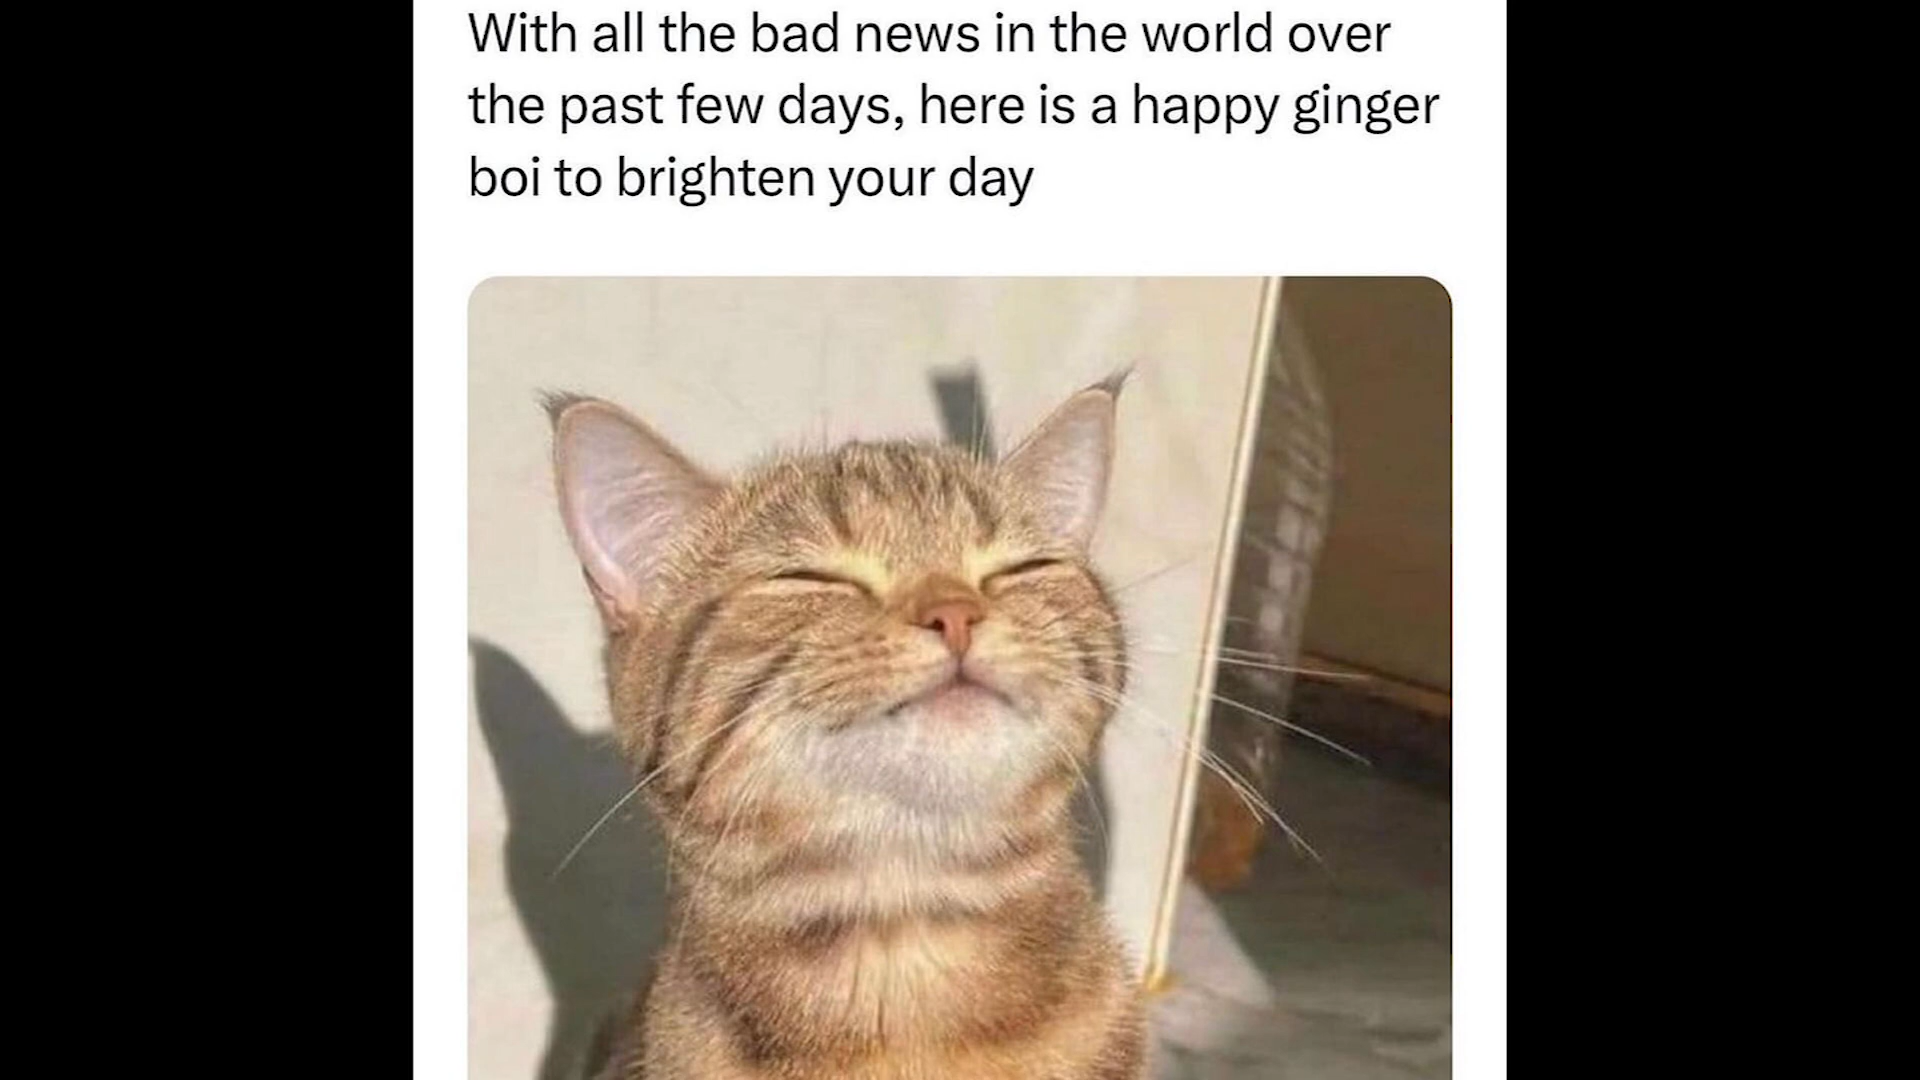 With all the bad news in the world over
the past few days, here is a happy ginger
boi to brighten your day